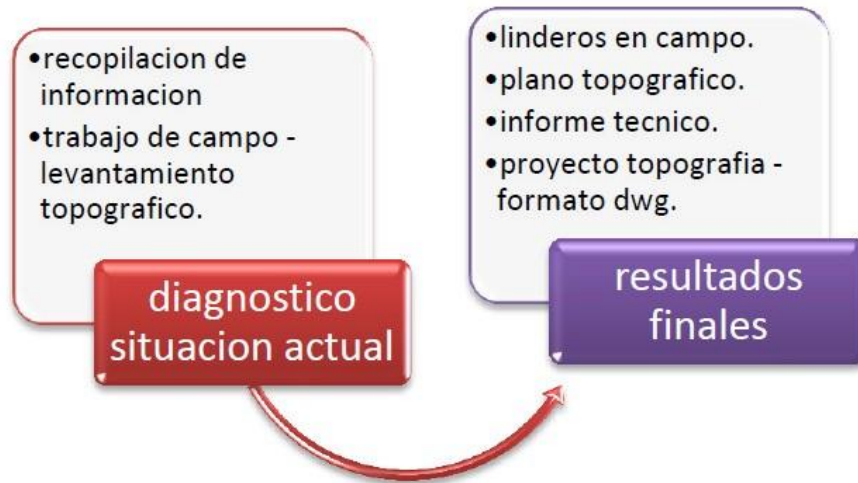 •recopilacion de
informacion
•trabajo de campo -
levantamiento
topografico.
diagnostico
situacion actual
•linderos en campo.
•plano topografico.
•informe tecnico.
•proyecto topografia -
formato dwg.
resultados
finales